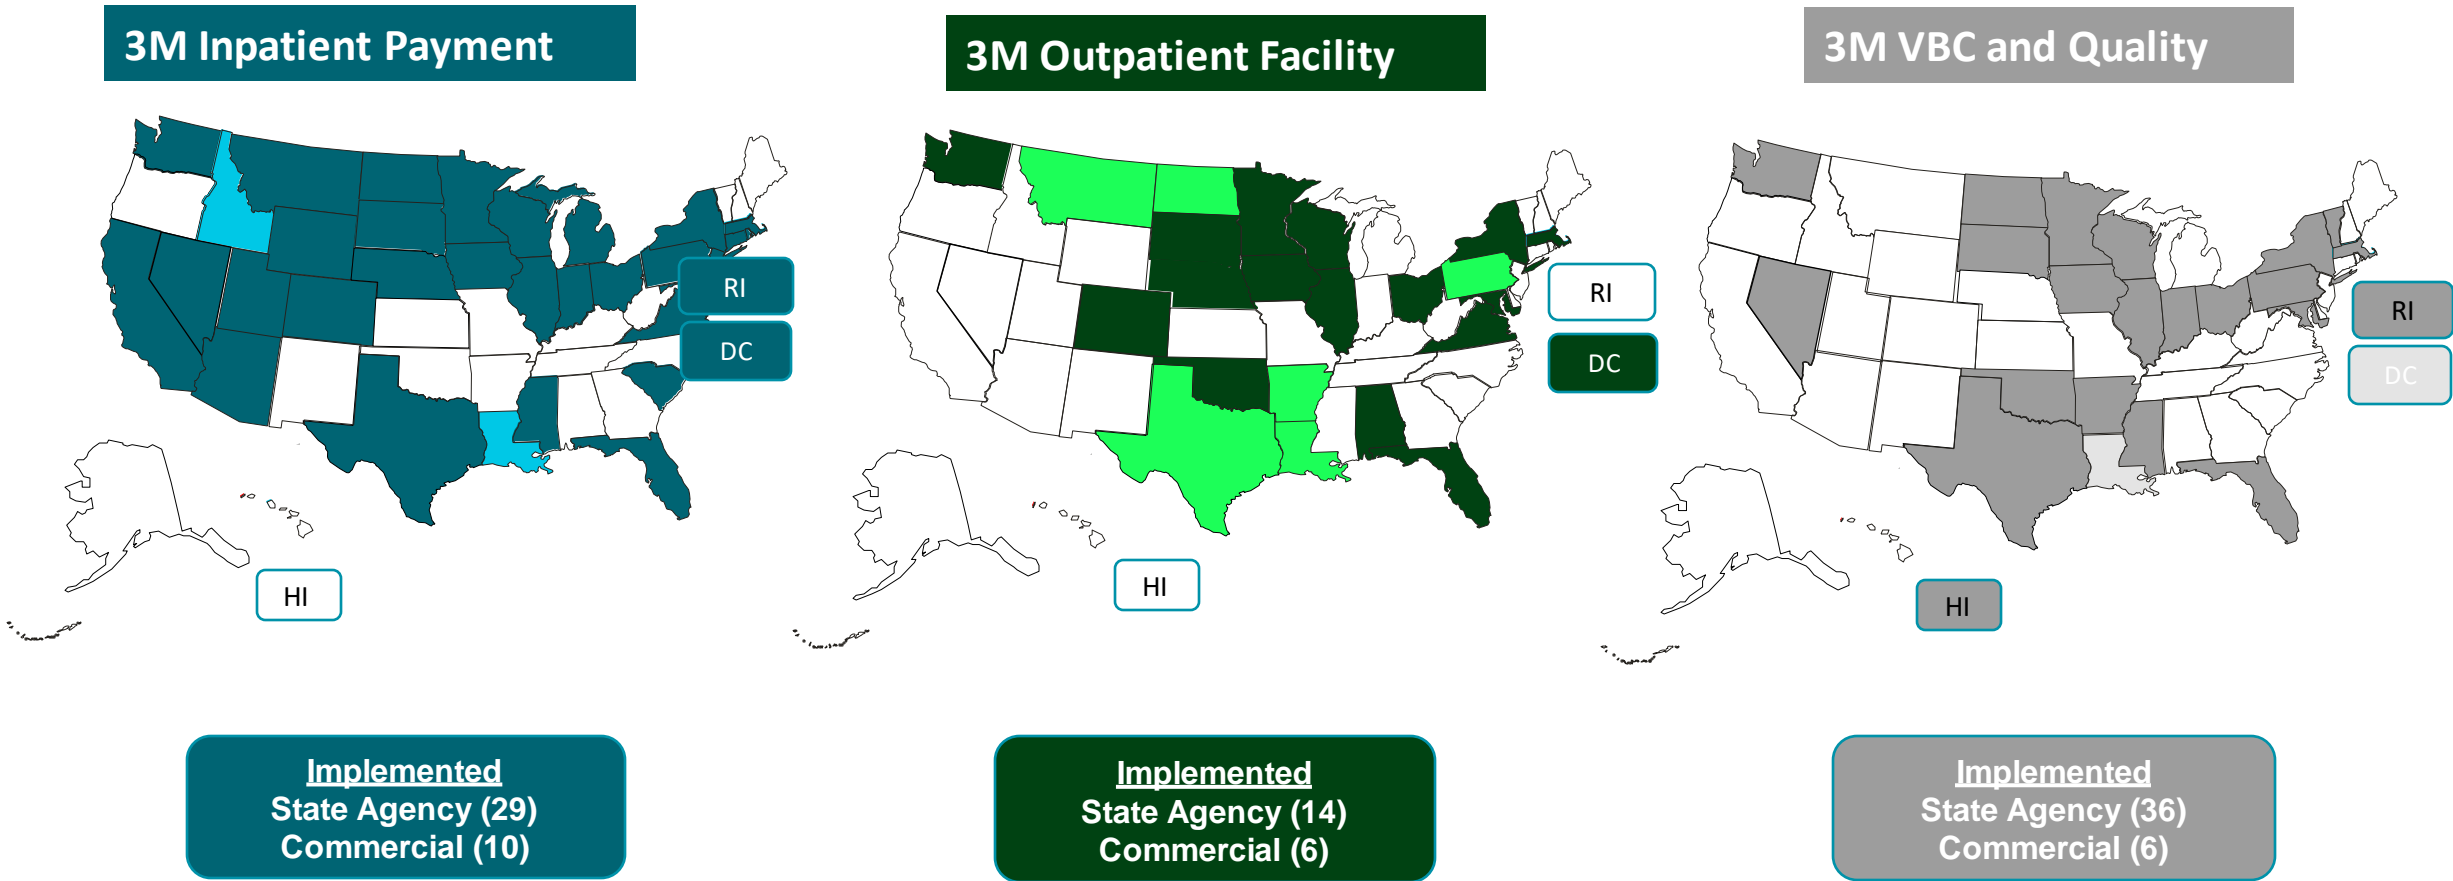 3M Inpatient Payment
3M Outpatient Facility
3M VBC and Quality
RI
DC
HI
RI
DC
HI
RI
DC
HI
Implemented
State Agency (29)
Commercial (10)
Implemented
State Agency (14)
Commercial (6)
Implemented
State Agency (36)
Commercial (6)